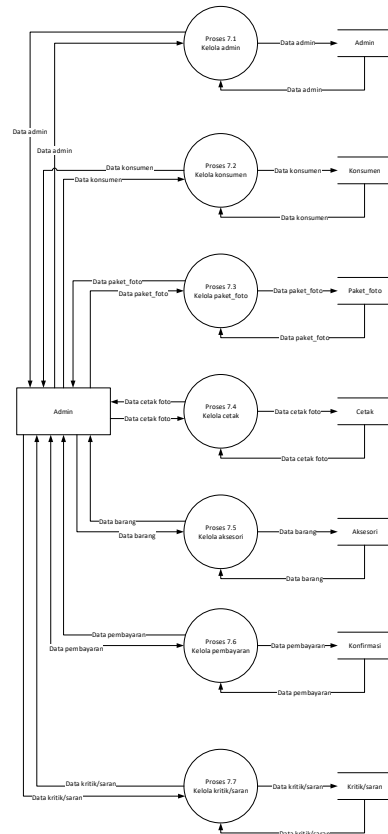 Proses 7.1
Kelola admin
Data admin
Admin
Data admin
Data admin
Data admin
Proses 7.2
Kelola konsumen
Data konsumen
Data konsumen
Data konsumen
Konsumen
Data konsumen
Proses 7.3
Kelola paket_foto
Data paket_foto
Data paket_foto
Data paket_foto
Paket_foto
Data paket_foto
Admin
Data cetak foto
Data cetak foto
Proses 7.4
Kelola cetak
Data cetak foto
Cetak
Data cetak foto
Data barang
Data barang
Proses 7.5
Kelola aksesori
Data barang
Aksesori
Data barang
Data pembayaran
Data pembayaran
Proses 7.6
Kelola pembayaran
Data pembayaran
Konfirmasi
Data pembayaran
Data kritik/saran
Data kritik/saran
Proses 7.7
Kelola kritik/saran
Data kritik/saran
Kritik/saran
Data kritik/saran